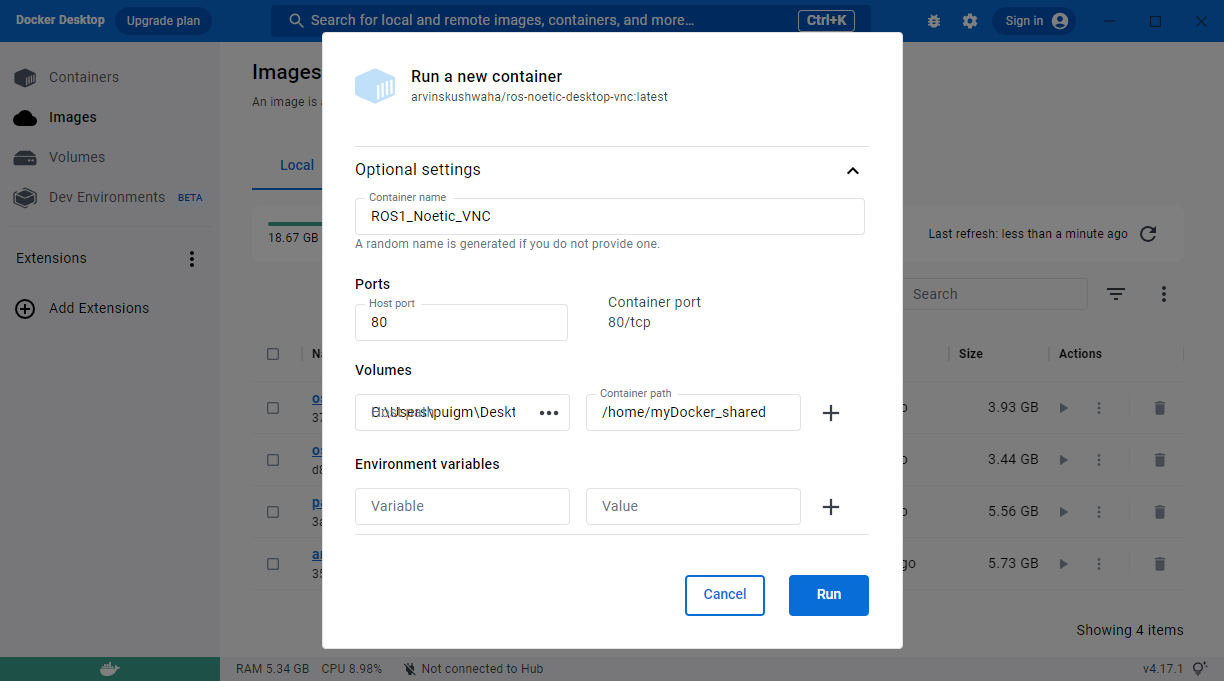 Docker Desktop
Upgrade plan
Search for local and remote images, containers, and more...
Ctrl+K
Sign in
Containers
Images
Volumes
Dev Environments BETA
Extensions
Add Extensions
Images
An image is
Local
18.67 GB
Last refresh: less than a minute ago
Search
Size
Actions
3.93 GB
3.44 GB
5.56 GB
5.73 GB
Showing 4 items
Run a new container
arvinskushwaha/ros-noetic-desktop-vnc:latest
Optional settings
Container name
ROS1_Noetic_VNC
A random name is generated if you do not provide one.
Ports
Host port
80
Container port
80/tcp
Volumes
Host path
Container path
/home/myDocker_shared
Environment variables
Variable
Value
Cancel
Run
RAM 5.34 GB CPU 8.98% Not connected to Hub
v4.17.1